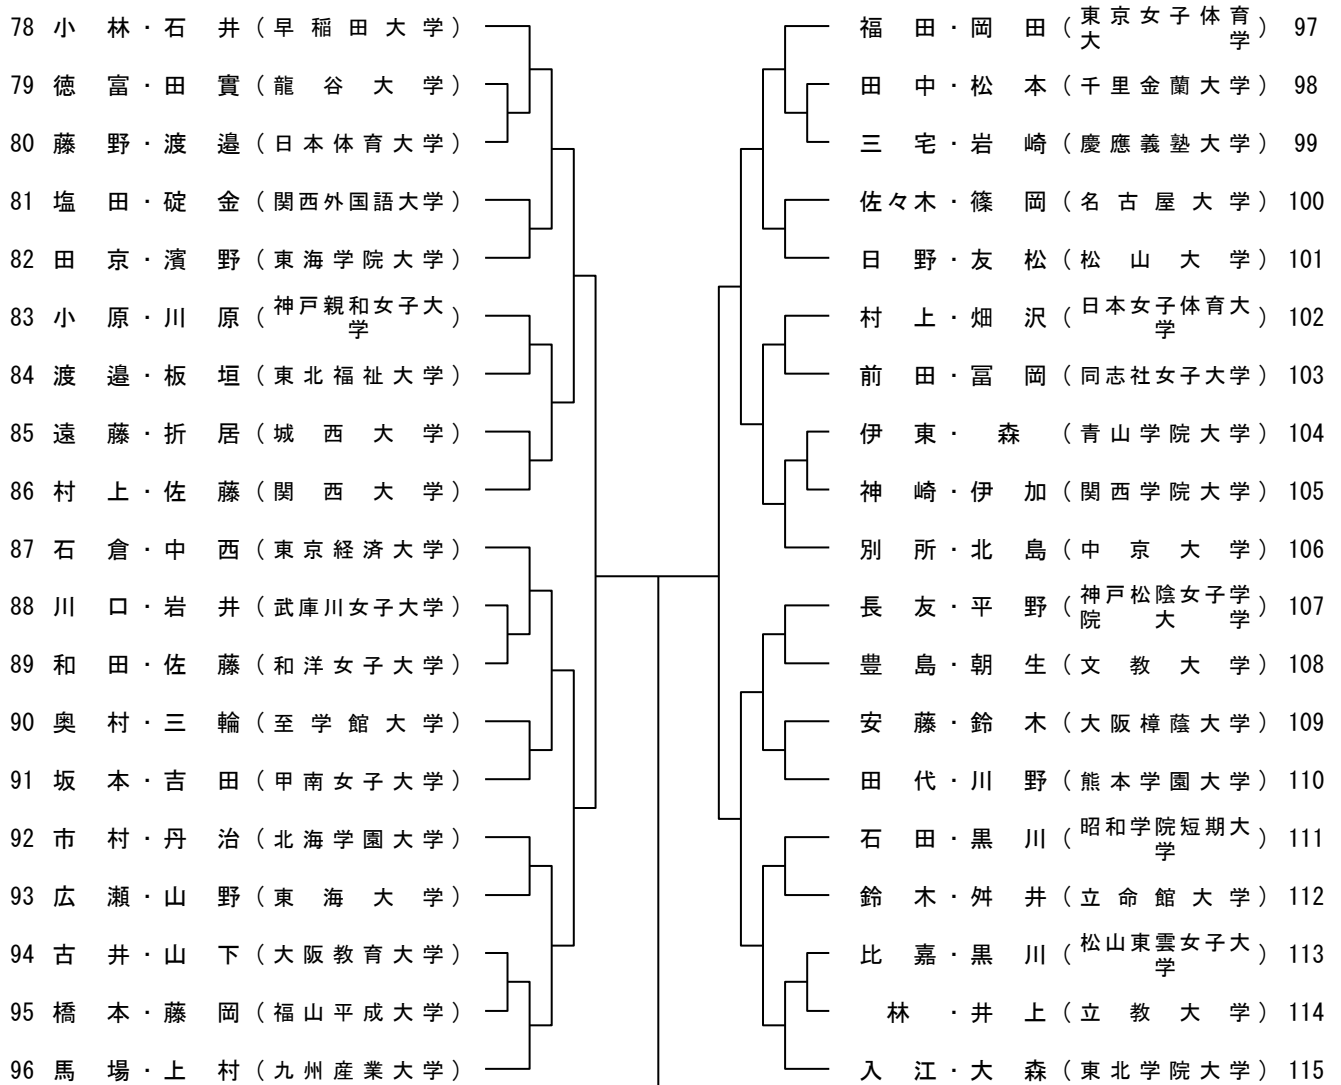 78 小 林・石 井（早 稲 田 大 学）
79 徳 富・田 實（龍 谷 大 学）
80 藤 野・渡 邉（日本体育大学）
81 塩 田・碇 金（関西外国語大学）
82 田 京・濱 野（東海学院大学）
83 小 原・川 原（神戸親和女子大学）
84 渡 邉・板 垣（東北福祉大学）
85 遠 藤・折 居（城 西 大 学）
86 村 上・佐 藤（関 西 大 学）
87 石 倉・中 西（東京経済大学）
88 川 口・岩 井（武庫川女子大学）
89 和 田・佐 藤（和洋女子大学）
90 奥 村・三 輪（至 学 館 大 学）
91 坂 本・吉 田（甲南女子大学）
92 市 村・丹 治（北海学園大学）
93 広 瀬・山 野（東 海 大 学）
94 古 井・山 下（大阪教育大学）
95 橋 本・藤 岡（福山平成大学）
96 馬 場・上 村（九州産業大学）
福 田・岡 田（東京女子体育大学）97
田 中・松 本（千里金蘭大学）98
三 宅・岩 崎（慶應義塾大学）99
佐々木・篠 岡（名 古 屋 大 学）100
日 野・友 松（松 山 大 学）101
村 上・畑 沢（日本女子体育大学）102
前 田・冨 岡（同志社女子大学）103
伊 東・ 森 （青山学院大学）104
神 崎・伊 加（関西学院大学）105
別 所・北 島（中 京 大 学）106
長 友・平 野（神戸松陰女子学院大学）107
豊 島・朝 生（文 教 大 学）108
安 藤・鈴 木（大阪樟蔭大学）109
田 代・川 野（熊本学園大学）110
石 田・黒 川（昭和学院短期大学）111
鈴 木・舛 井（立 命 館 大 学）112
比 嘉・黒 川（松山東雲女子大学）113
林 ・井 上（立 教 大 学）114
入 江・大 森（東北学院大学）115